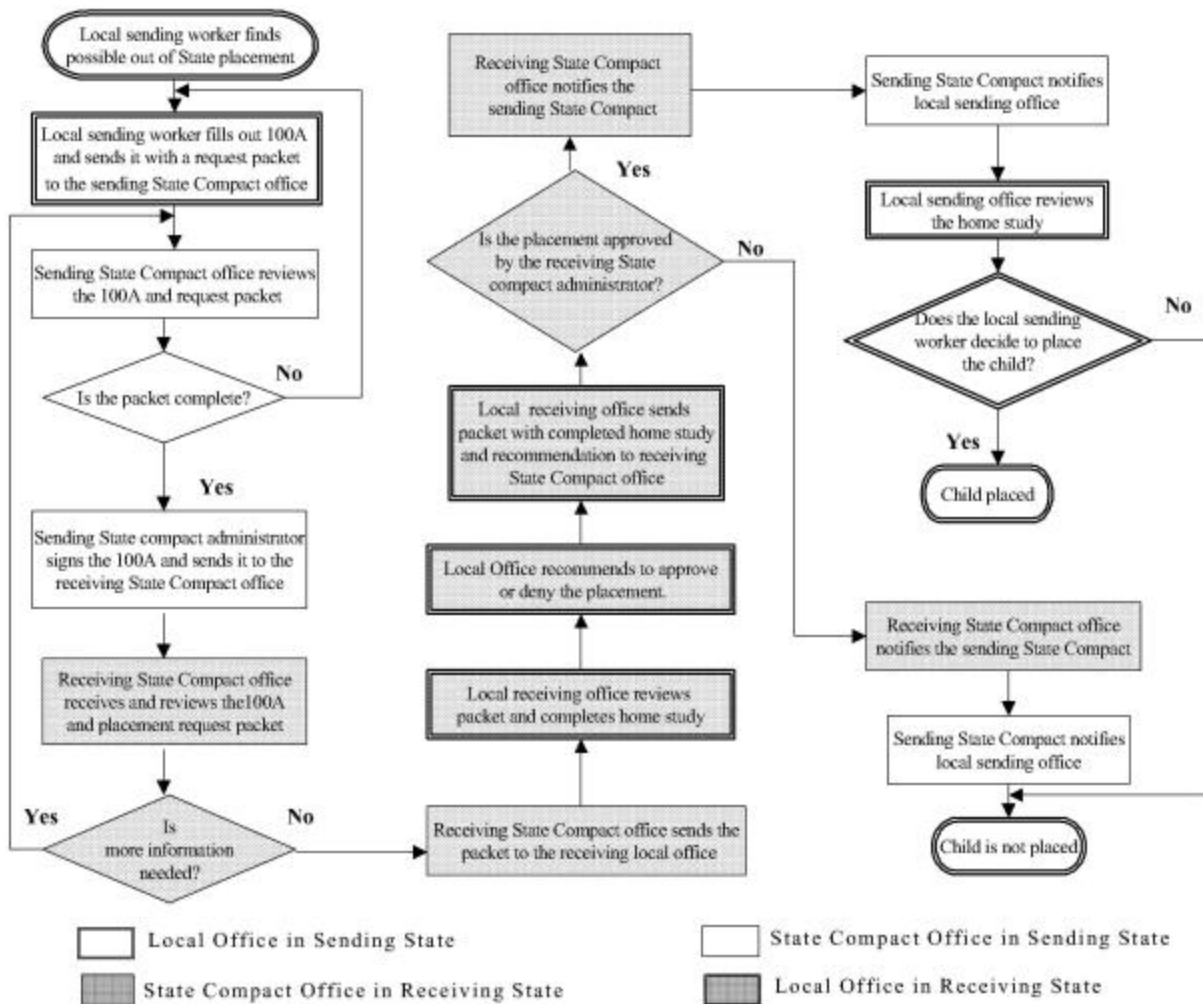 Local sending worker finds
possible out of State placement
Local sending worker fills out 100A
and sends it with a request packet
to the sending State Compact office
Sending State Compact office reviews
the 100A and request packet
Is the packet complete?
No
Yes
Sending State compact administrator
signs the 100A and sends it to the
receiving State Compact office
Receiving State Compact office
receives and reviews the100A
and placement request packet
Yes
Is
more information
needed?
No
Receiving State Compact office sends the
packet to the receiving local office
Local receiving office reviews
packet and completes home study
Local Office recommends to approve
or deny the placement.
Local receiving office sends
packet with completed home study
and recommendation to receiving
State Compact office
Is the placement approved
by the receiving State
compact administrator?
Yes
No
Receiving State Compact
office notifies the
sending State Compact
Sending State Compact notifies
local sending office
Local sending office reviews
the home study
Does the local sending
worker decide to place
the child?
No
Yes
Child placed
Receiving State Compact office
notifies the sending State Compact
Sending State Compact notifies
local sending office
Child is not placed
Local Office in Sending State
State Compact Office in Sending State
State Compact Office in Receiving State
Local Office in Receiving State